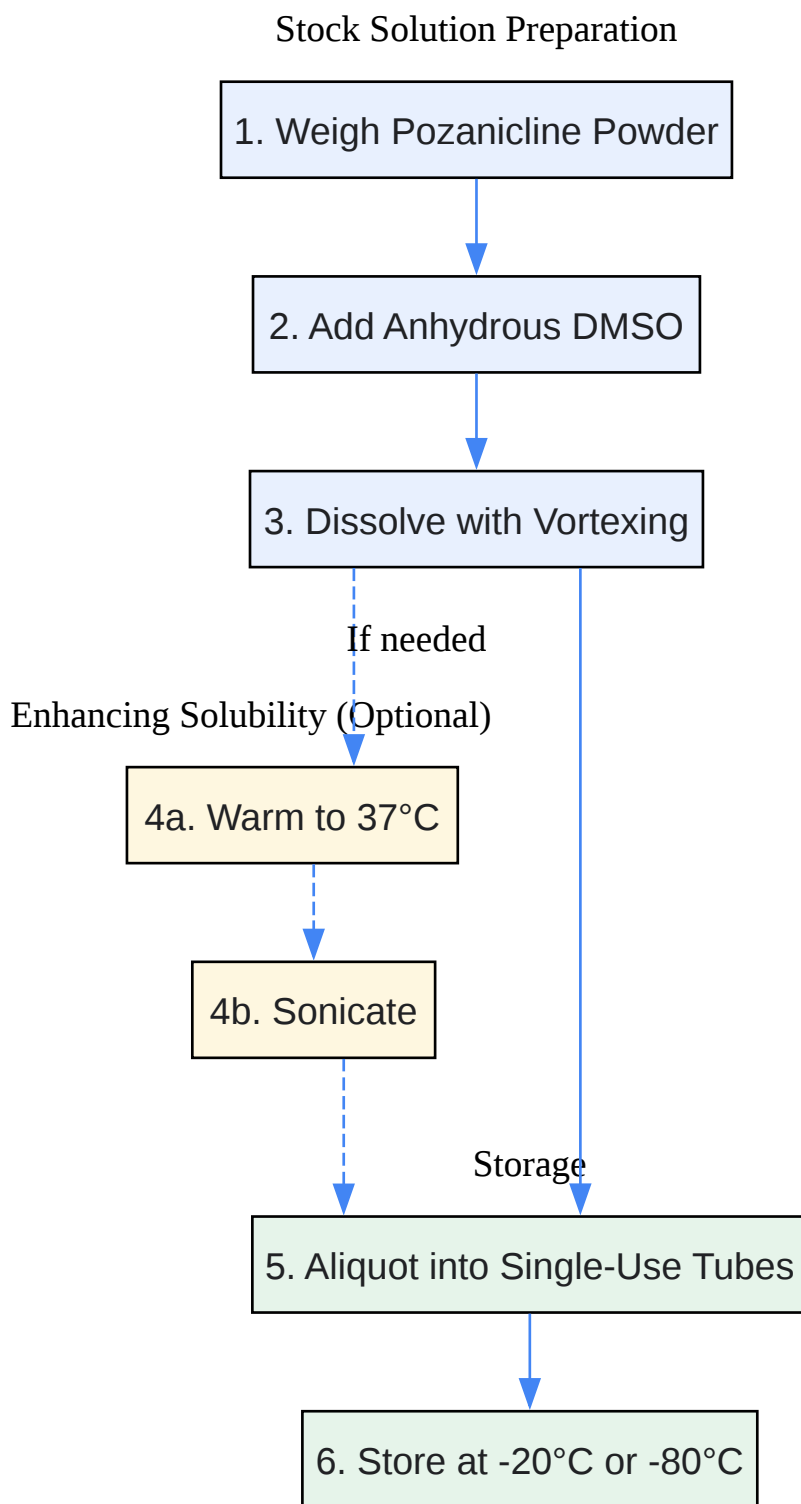 Stock Solution Preparation
1. Weigh Pozanicline Powder
2. Add Anhydrous DMSO
3. Dissolve with Vortexing
If needed
Enhancing Solubility (Optional)
4a. Warm to 37°C
4b. Sonicate
Storage
5. Aliquot into Single-Use Tubes
6. Store at -20°C or -80°C